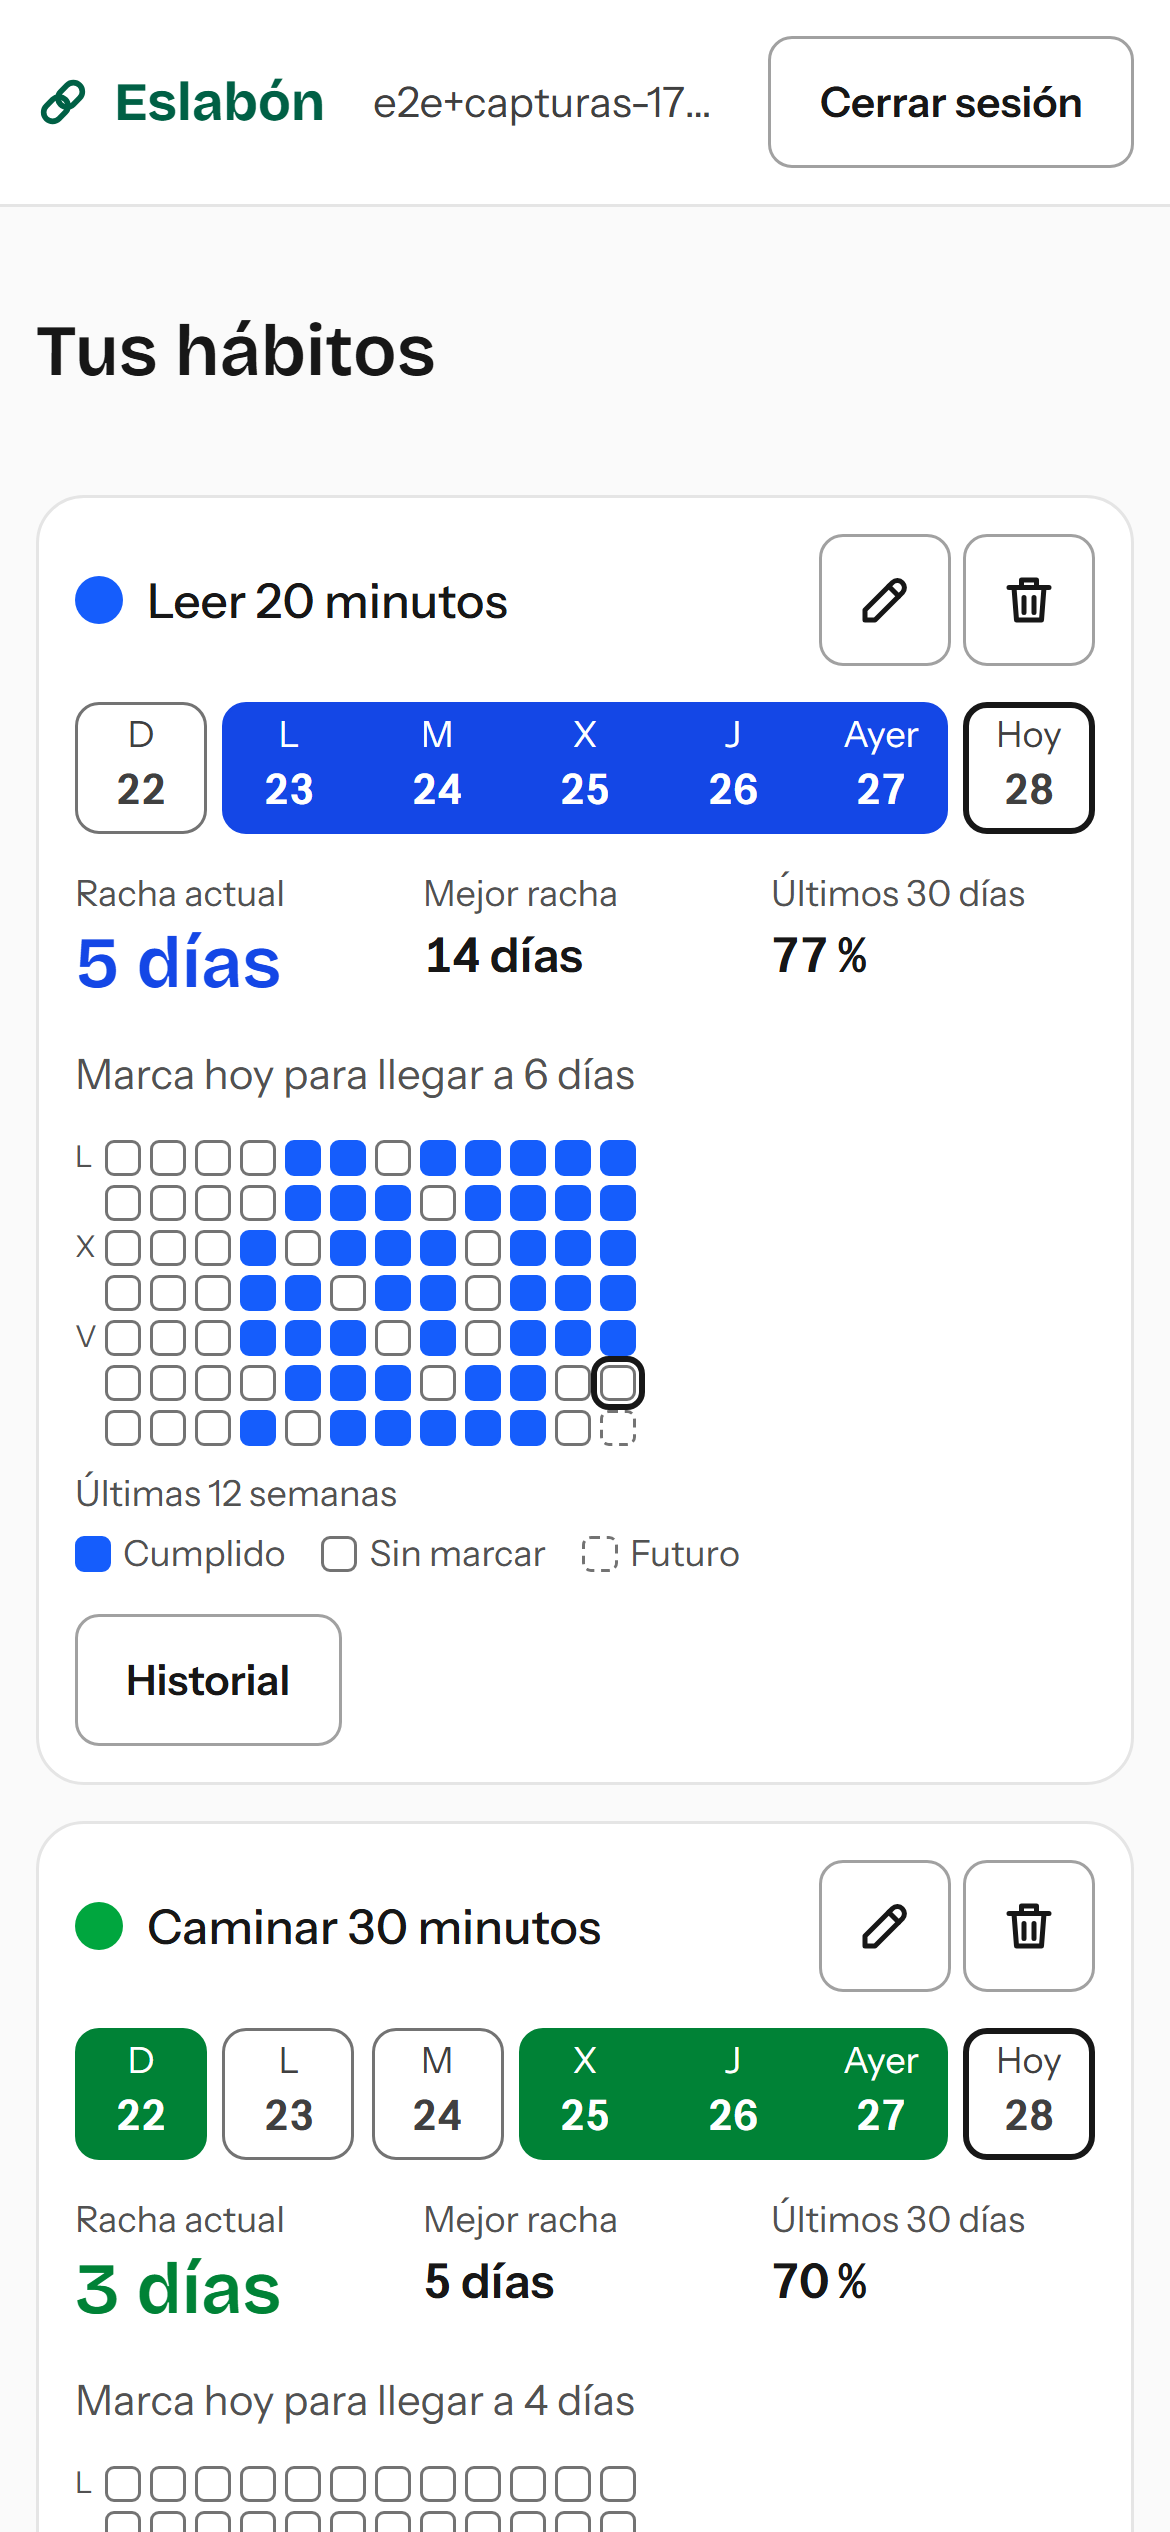 Eslabón e2e+capturas-17... Cerrar sesión
Tus hábitos
Leer 20 minutos
D L M X J Ayer Hoy
22 23 24 25 26 27 28
Racha actual Mejor racha Últimos 30 días
5 días 14 días 77 %
Marca hoy para llegar a 6 días
L
X
V
Últimas 12 semanas
Cumplido Sin marcar Futuro
Historial
Caminar 30 minutos
D L M X J Ayer Hoy
22 23 24 25 26 27 28
Racha actual Mejor racha Últimos 30 días
3 días 5 días 70 %
Marca hoy para llegar a 4 días
L